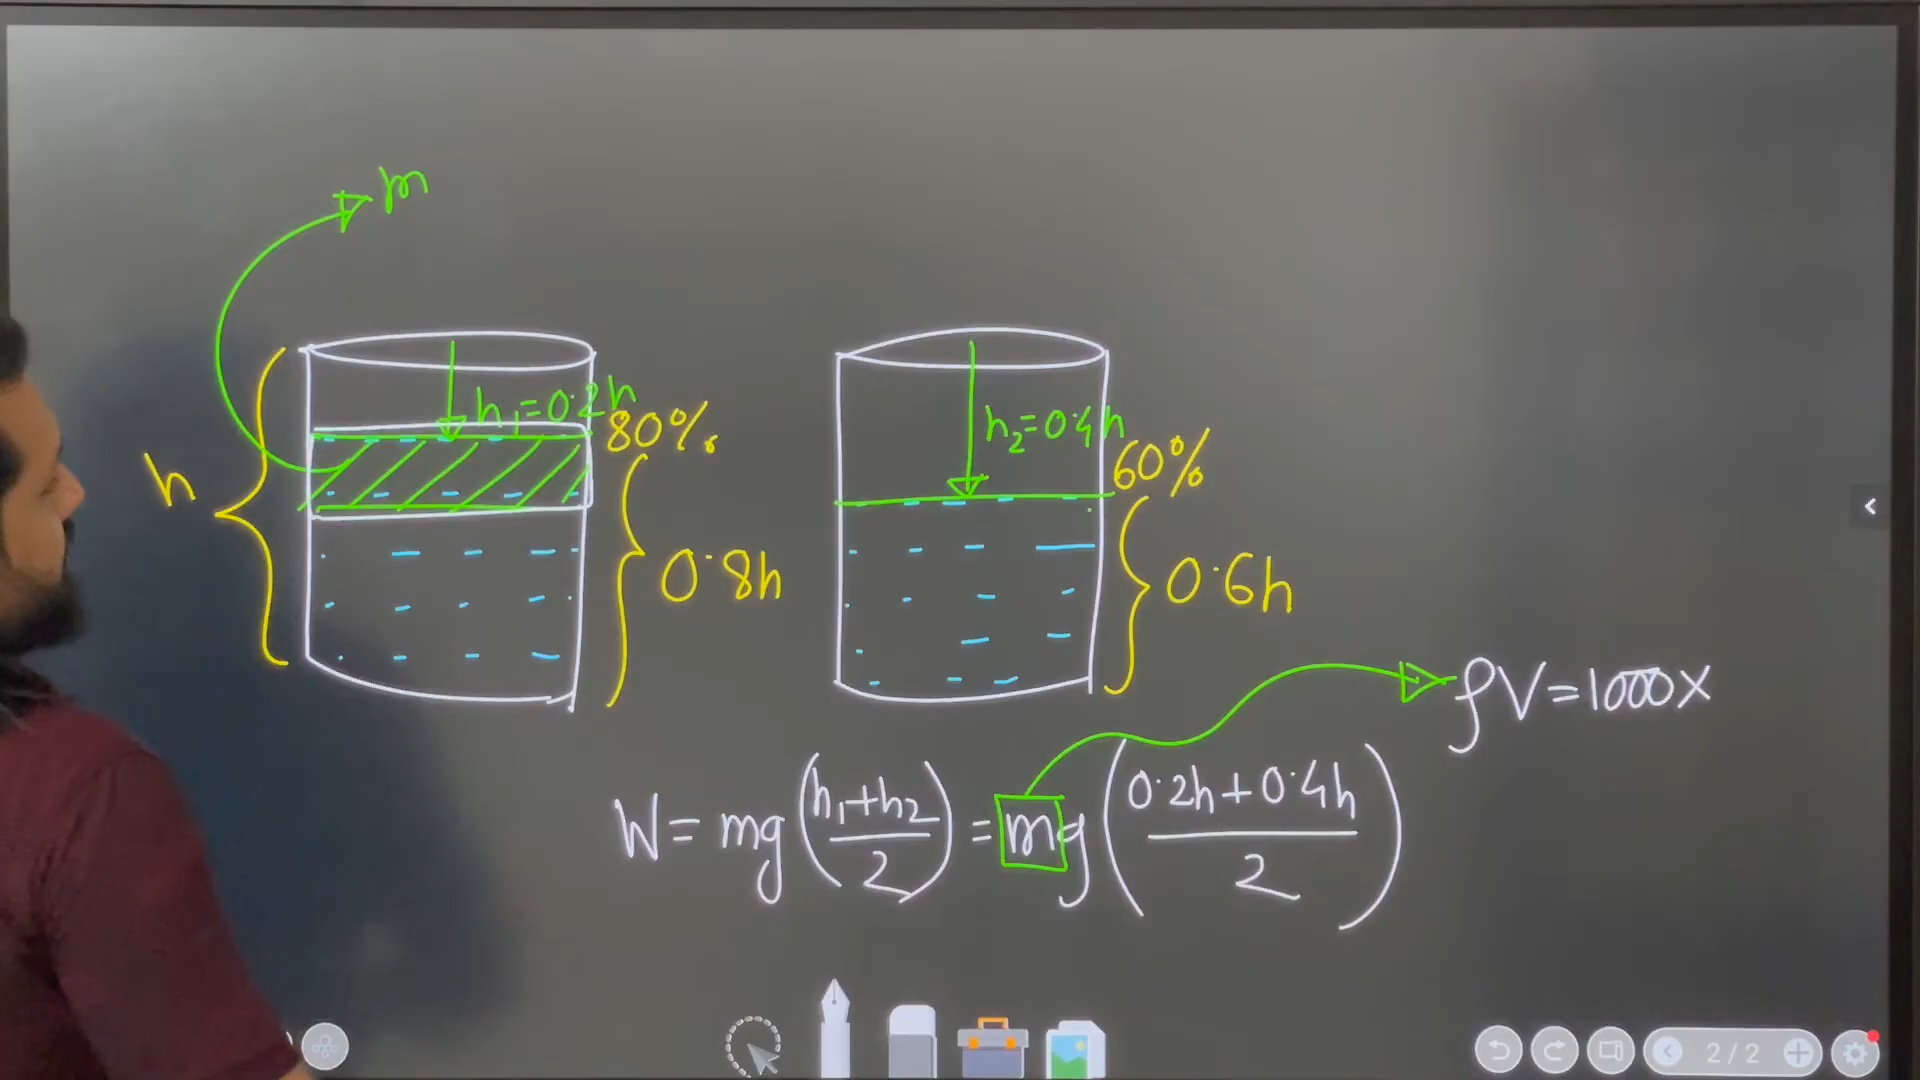 m
h
h₁=0.2h
80%
0.8h
h₂=0.4h
60%
0.6h
ρV=1000×
W= mg((h₁+h₂)/2) = mg((0.2h+0.4h)/2)
2/2